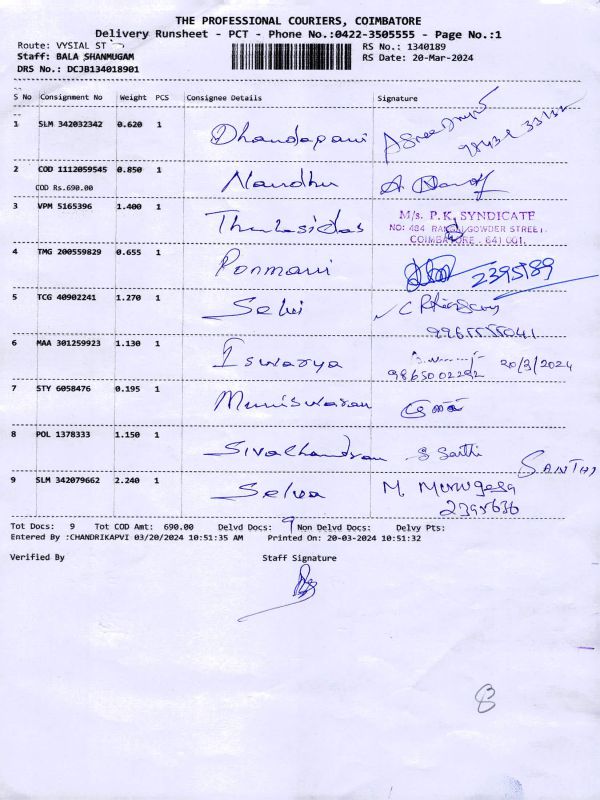 THE PROFESSIONAL COURIERS, COIMBATORE
Delivery Runsheet - PCT - Phone No.:0422-3505555 - Page No.:1
Route: VYSIAL ST
RS No.: 1340189
Staff: BALA SHANMUGAM
RS Date: 20-Mar-2024
DRS No.: DCJB134018901
S No Consignment No Weight PCS Consignee Details Signature
1 SLM 342032342 0.620 1 Dhandapani
2 COD 1112059545 0.850 1 Nandhu
COD Rs.690.00
3 VPM 5165396 1.400 1 Thulasidas M/s. P.K. SYNDICATE
NO: 484 GOWDER STREET,
COIMBATORE - 641 001.
4 TMG 200559829 0.655 1 Ponmani 2395189
5 TCG 40902241 1.270 1 Selvi
6 MAA 301259923 1.130 1 Iswarya 20/3/2024
9865002292
7 STY 6058476 0.195 1 Muniswaran
8 POL 1378333 1.150 1 Sivachandran S Sarthi
SANTHI
9 SLM 342079662 2.240 1 Selva M. Murugesa
2395636
Tot Docs: 9 Tot COD Amt: 690.00 Delvd Docs: 9 Non Delvd Docs: Delvy Pts:
Entered By :CHANDRIKAPVI 03/20/2024 10:51:35 AM Printed On: 20-03-2024 10:51:32
Verified By Staff Signature
8